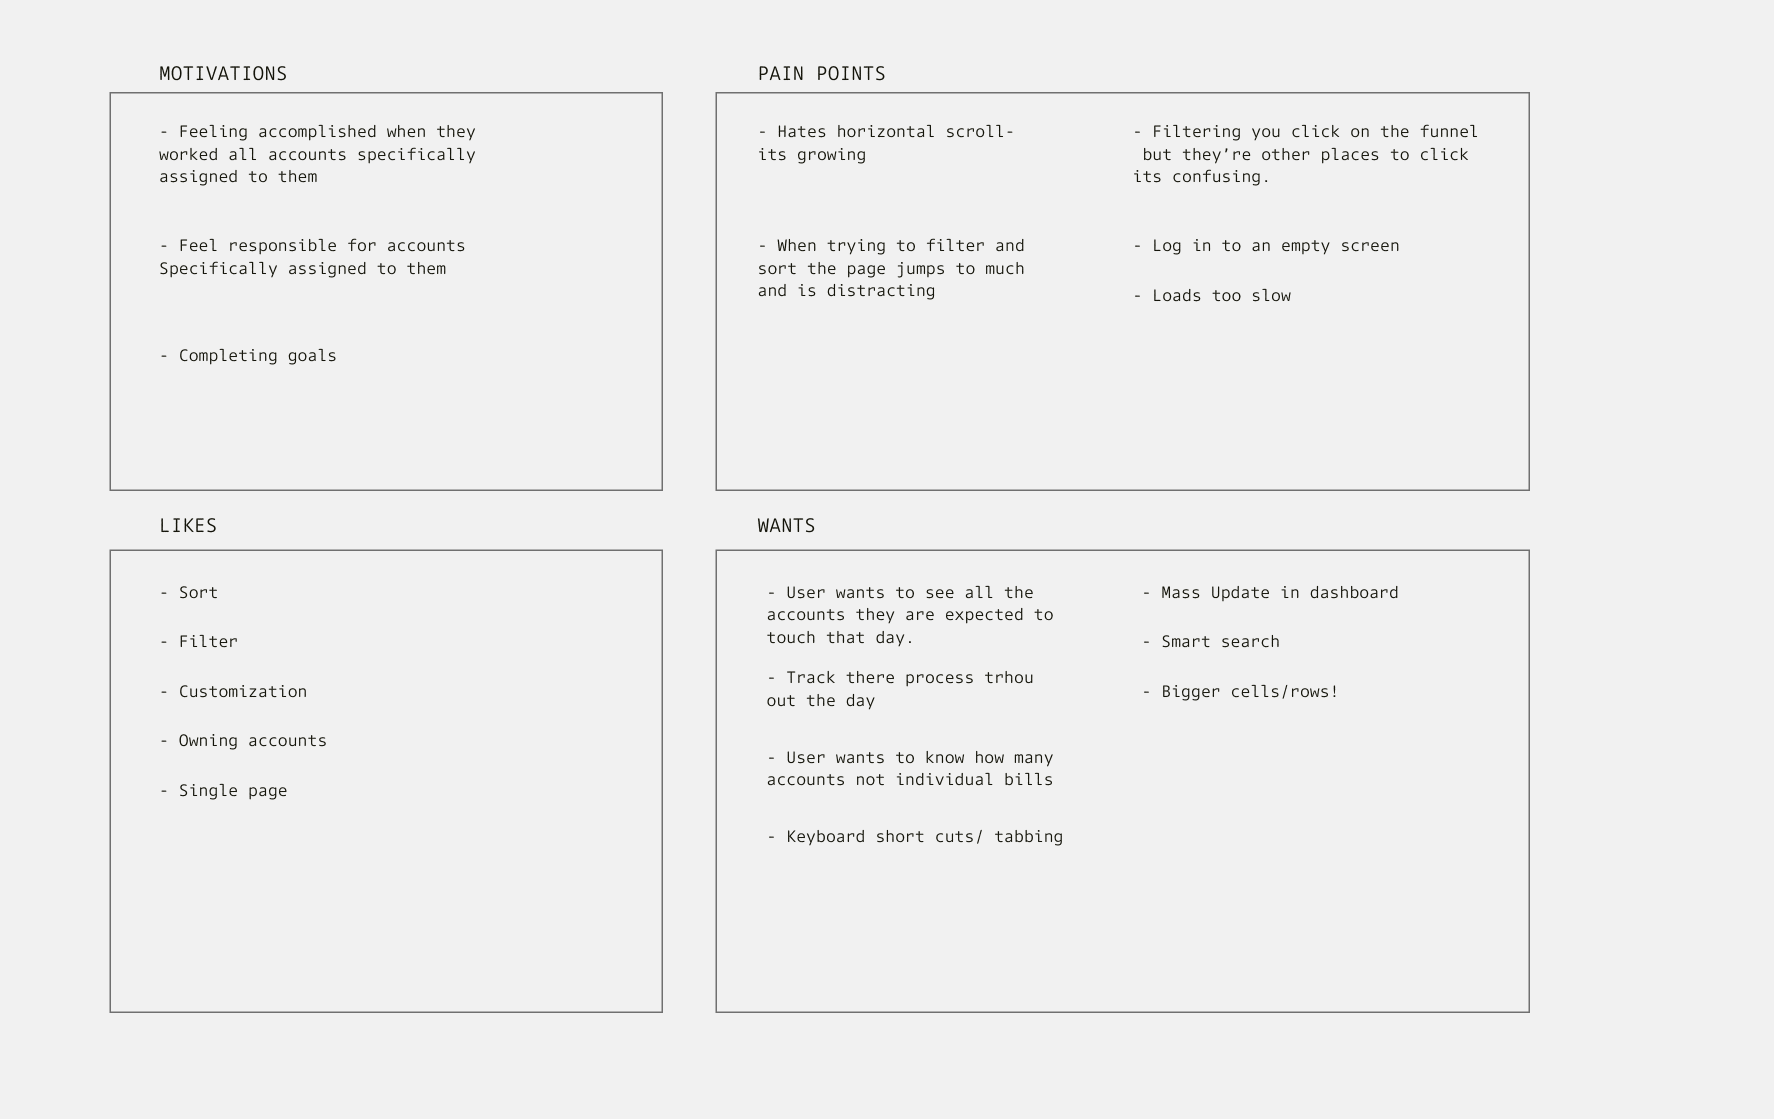 MOTIVATIONS
- Feeling accomplished when they
worked all accounts specifically
assigned to them
- Feel responsible for accounts
Specifically assigned to them
- Completing goals
PAIN POINTS
- Hates horizontal scroll-
its growing
- When trying to filter and
sort the page jumps to much
and is distracting
- Filtering you click on the funnel
but they're other places to click
its confusing.
- Log in to an empty screen
- Loads too slow
LIKES
- Sort
- Filter
- Customization
- Owning accounts
- Single page
WANTS
- User wants to see all the
accounts they are expected to
touch that day.
- Track there process trhou
out the day
- User wants to know how many
accounts not individual bills
- Keyboard short cuts/ tabbing
- Mass Update in dashboard
- Smart search
- Bigger cells/rows!